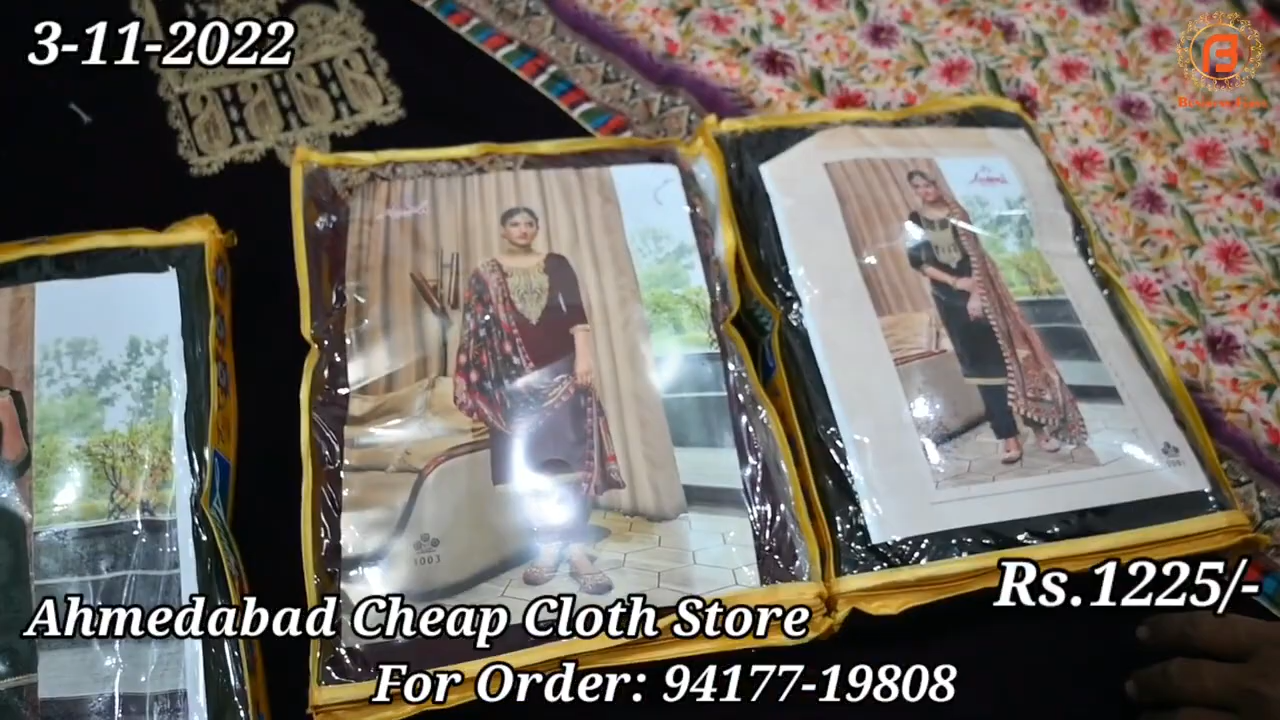 3-11-2022
1003
Rs.1225/-
Ahmedabad Cheap Cloth Store
For Order: 94177-19808